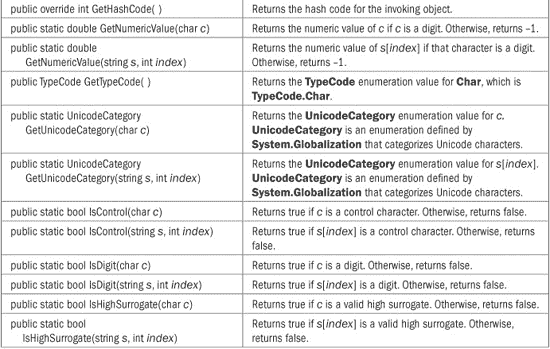 public override int GetHashCode( )
Returns the hash code for the invoking object.
public static double GetNumericValue(char c)
Returns the numeric value of c if c is a digit. Otherwise, returns –1.
public static double
GetNumericValue(string s, int index)
Returns the numeric value of s[index] if that character is a digit.
Otherwise, returns –1.
public TypeCode GetTypeCode( )
Returns the TypeCode enumeration value for Char, which is
TypeCode.Char.
public static UnicodeCategory
GetUnicodeCategory(char c)
Returns the UnicodeCategory enumeration value for c.
UnicodeCategory is an enumeration defined by
System.Globalization that categorizes Unicode characters.
public static UnicodeCategory
GetUnicodeCategory(string s, int index)
Returns the UnicodeCategory enumeration value for s[index].
UnicodeCategory is an enumeration defined by
System.Globalization that categorizes Unicode characters.
public static bool IsControl(char c)
Returns true if c is a control character. Otherwise, returns false.
public static bool IsControl(string s, int index)
Returns true if s[index] is a control character. Otherwise, returns
false.
public static bool IsDigit(char c)
Returns true if c is a digit. Otherwise, returns false.
public static bool IsDigit(string s, int index)
Returns true if s[index] is a digit. Otherwise, returns false.
public static bool IsHighSurrogate(char c)
Returns true if c is a valid high surrogate. Otherwise, returns false.
public static bool
IsHighSurrogate(string s, int index)
Returns true if s[index] is a valid high surrogate. Otherwise,
returns false.